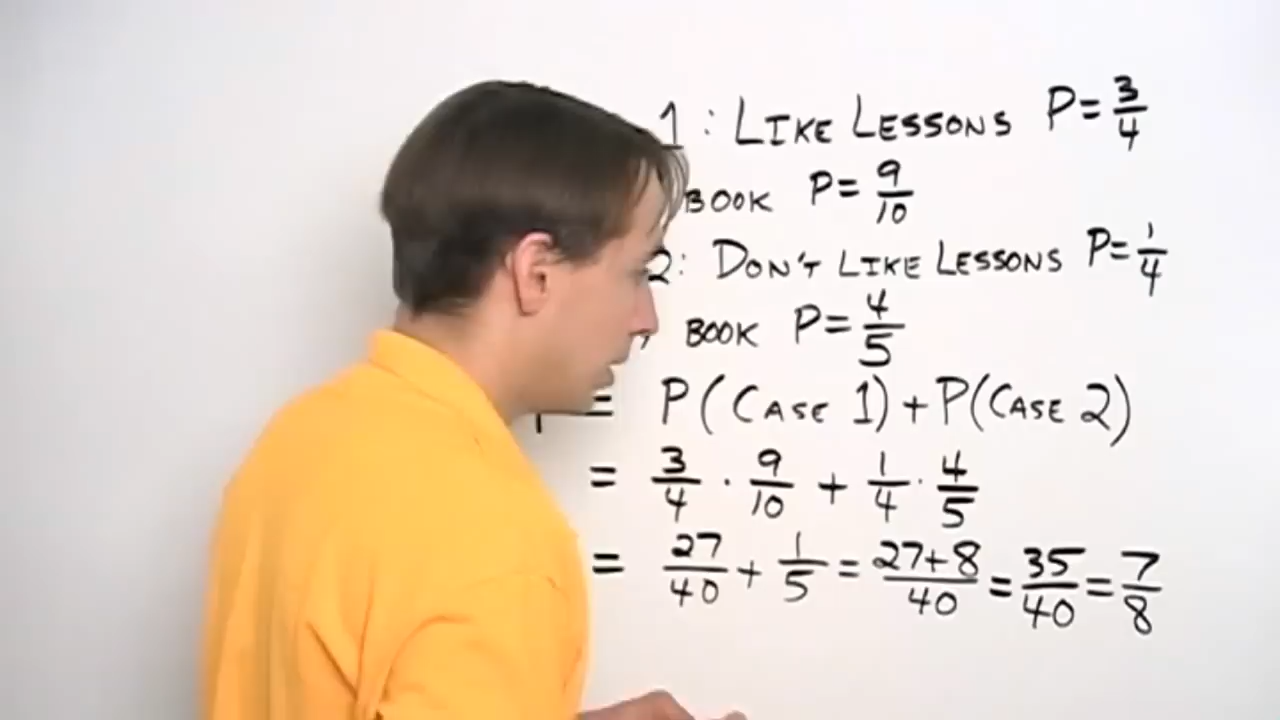 1: LIKE LESSONS P = 3/4
BOOK P = 9/10
2: DON'T LIKE LESSONS P = 1/4
, BOOK P = 4/5
= P(CASE 1) + P(CASE 2)
= 3/4 · 9/10 + 1/4 · 4/5
= 27/40 + 1/5 = 27+8/40 = 35/40 = 7/8